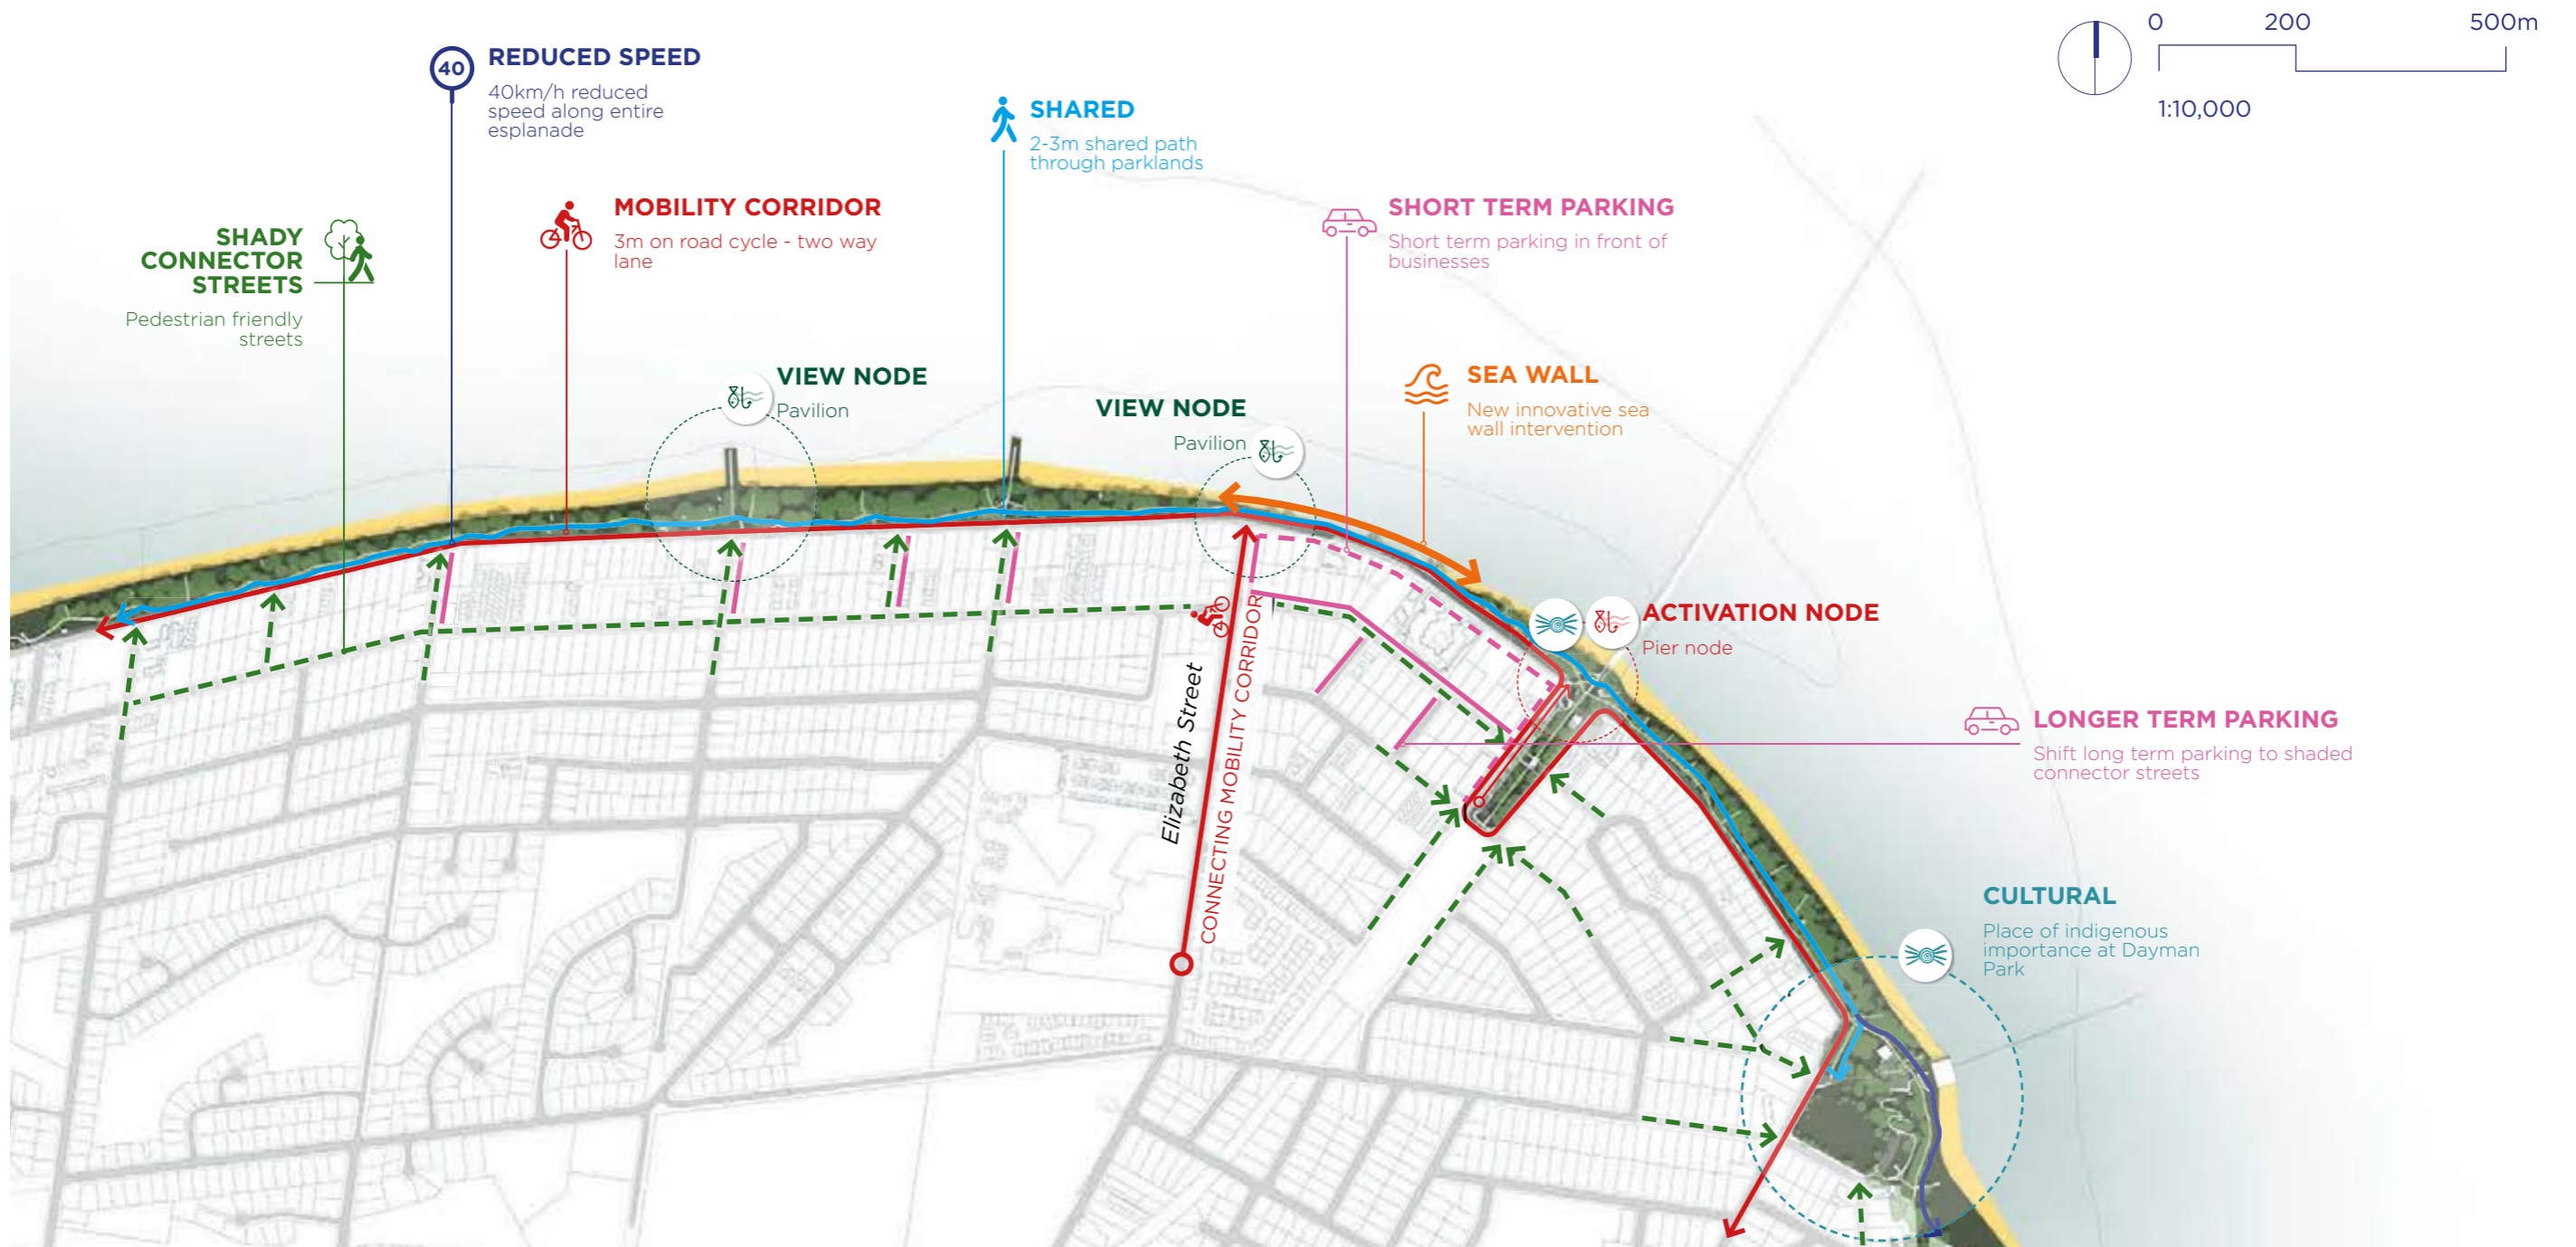 0 200 500m
1:10,000
40
REDUCED SPEED
40km/h reduced
speed along entire
esplanade
SHARED
2-3m shared path
through parklands
MOBILITY CORRIDOR
3m on road cycle - two way
lane
SHORT TERM PARKING
Short term parking in front of
businesses
SHADY
CONNECTOR
STREETS
Pedestrian friendly
streets
VIEW NODE
Pavilion
VIEW NODE
Pavilion
SEA WALL
New innovative sea
wall intervention
ACTIVATION NODE
Pier node
Elizabeth Street
CONNECTING MOBILITY CORRIDOR
LONGER TERM PARKING
Shift long term parking to shaded
connector streets
CULTURAL
Place of indigenous
importance at Dayman
Park